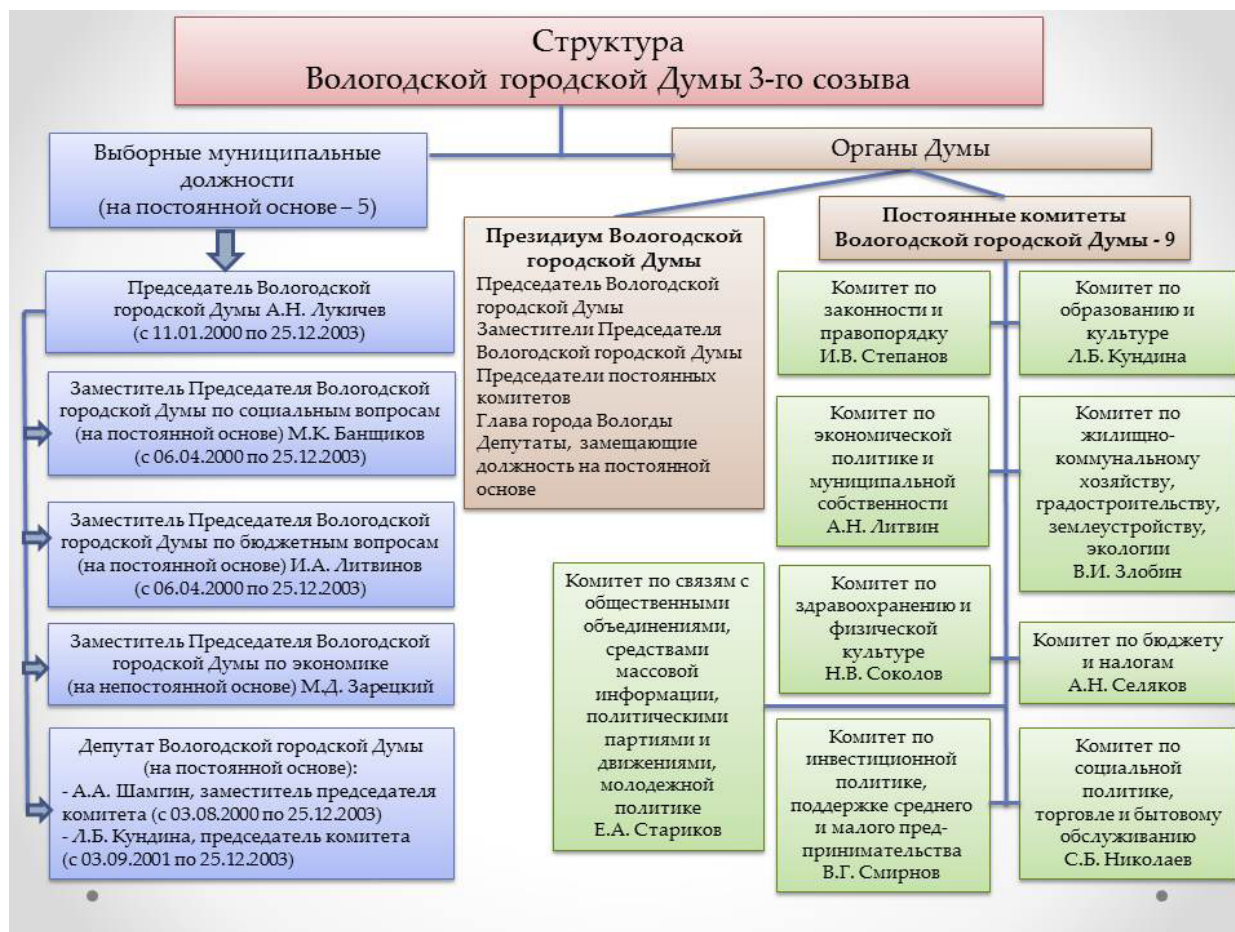 Структура
Вологодской городской Думы 3-го созыва
Выборные муниципальные
должности
(на постоянной основе – 5)
Органы Думы
Председатель Вологодской
городской Думы А.Н. Лукичев
(с 11.01.2000 по 25.12.2003)
Заместитель Председателя Вологодской
городской Думы по социальным вопросам
(на постоянной основе) М.К. Банщиков
(с 06.04.2000 по 25.12.2003)
Заместитель Председателя Вологодской
городской Думы по бюджетным вопросам
(на постоянной основе) И.А. Литвинов
(с 06.04.2000 по 25.12.2003)
Заместитель Председателя Вологодской
городской Думы по экономике
(на непостоянной основе) М.Д. Зарецкий
Депутат Вологодской городской Думы
(на постоянной основе):
- А.А. Шамгин, заместитель председателя
комитета (с 03.08.2000 по 25.12.2003)
- Л.Б. Кундина, председатель комитета
(с 03.09.2001 по 25.12.2003)
Президиум Вологодской
городской Думы
Председатель Вологодской
городской Думы
Заместители Председателя
Вологодской городской Думы
Председатели постоянных
комитетов
Глава города Вологды
Депутаты, замещающие
должность на постоянной
основе
Постоянные комитеты
Вологодской городской Думы - 9
Комитет по
законности и
правопорядку
И.В. Степанов
Комитет по
образованию и
культуре
Л.Б. Кундина
Комитет по
экономической
политике и
муниципальной
собственности
А.Н. Литвин
Комитет по
жилищно-
коммунальному
хозяйству,
градостроительству,
землеустройству,
экологии
В.И. Злобин
Комитет по связям с
общественными
объединениями,
средствами
массовой
информации,
политическими
партиями и
движениями,
молодежной
политике
Е.А. Стариков
Комитет по
здравоохранению и
физической
культуре
Н.В. Соколов
Комитет по бюджету
и налогам
А.Н. Селяков
Комитет по
инвестиционной
политике,
поддержке среднего
и малого пред-
принимательства
В.Г. Смирнов
Комитет по
социальной
политике,
торговле и бытовому
обслуживанию
С.Б. Николаев